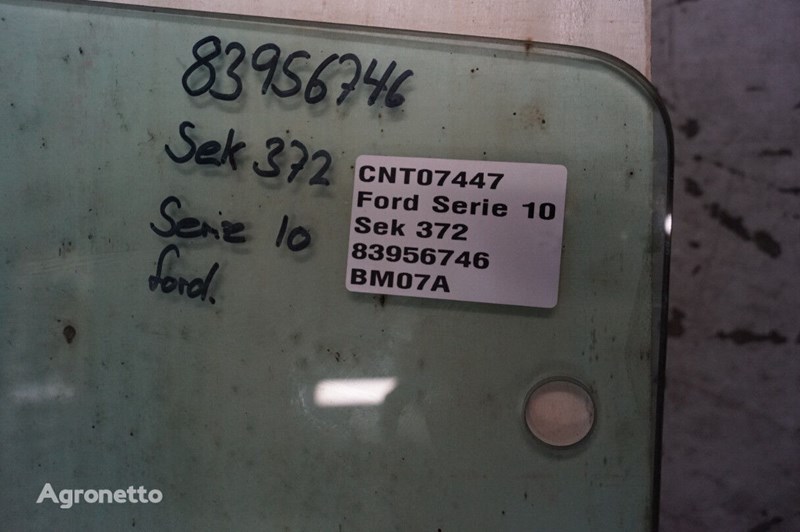 83956746
Sek 372
Serie 10
ford.
CNT07447
Ford Serie 10
Sek 372
83956746
BM07A
Agronetto